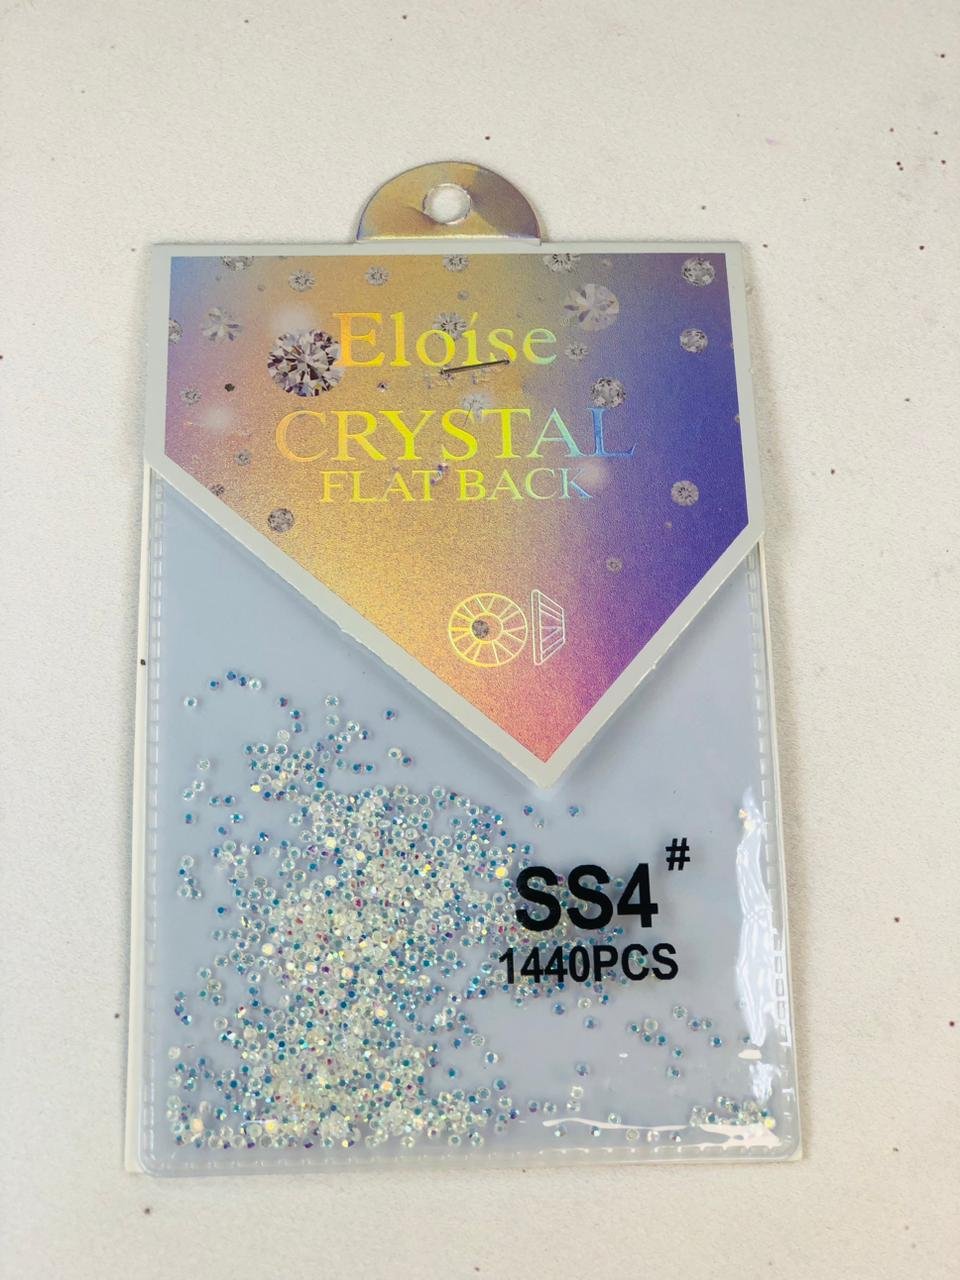 Eloise
CRYSTAL
FLAT BACK
SS4#
1440PCS